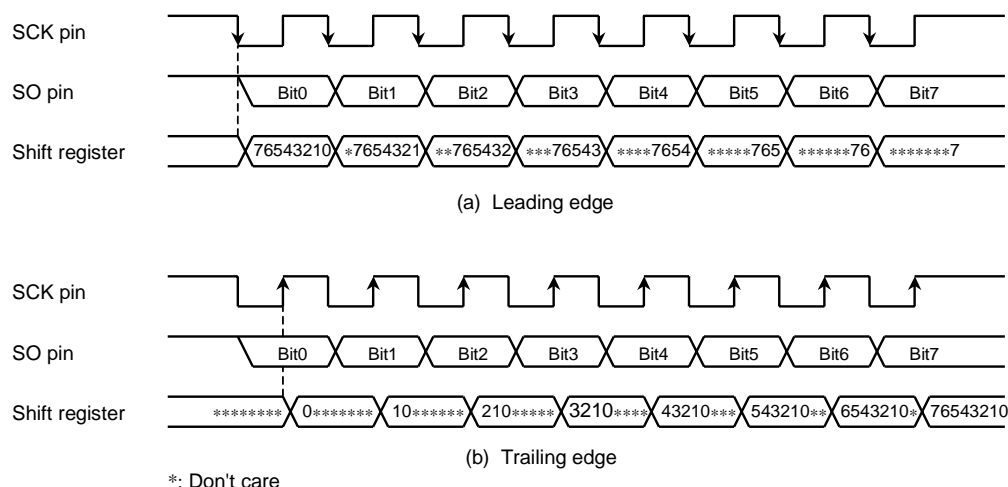 SCK pin
SO pin Bit0 Bit1 Bit2 Bit3 Bit4 Bit5 Bit6 Bit7
Shift register 76543210 *7654321 **765432 ***76543 ****7654 *****765 ******76 *******7
(a) Leading edge
SCK pin
SO pin Bit0 Bit1 Bit2 Bit3 Bit4 Bit5 Bit6 Bit7
Shift register ******** 0******* 10****** 210***** 3210**** 43210*** 543210** 6543210* 76543210
(b) Trailing edge
*: Don't care